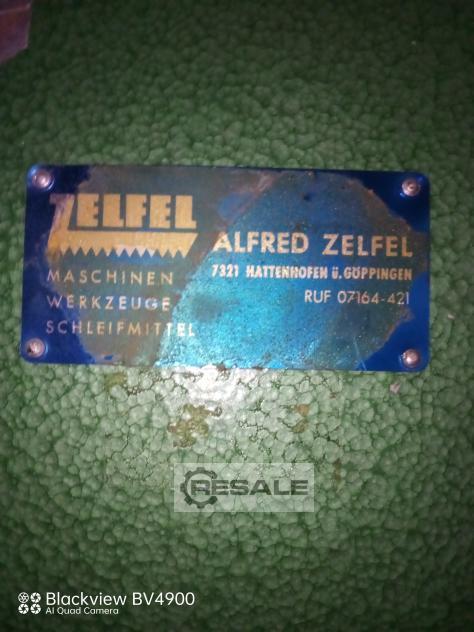 ZELFEL
MASCHINEN
WERKZEUGE
SCHLEIFMITTEL
ALFRED ZELFEL
7321 HATTENHOFEN ü. GÖPPINGEN
RUF 07164-421
RESALE
Blackview BV4900
AI Quad Camera